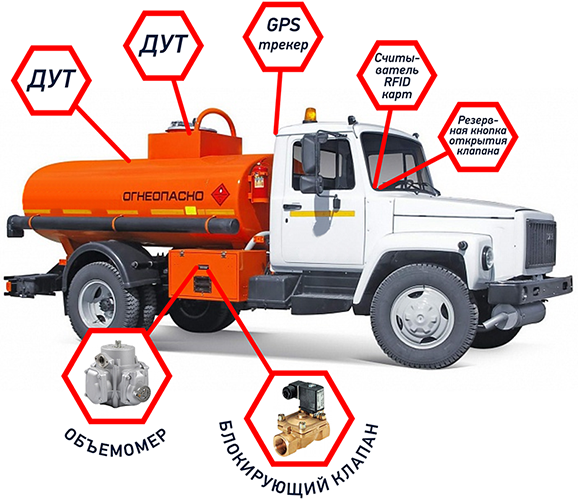 ДУТ
ДУТ
GPS
трекер
Считы-
ватель
RFID
карт
Резерв-
ная кнопка
открытия
клапана
ОГНЕОПАСНО
ОБЪЕМОМЕР
БЛОКИРУЮЩИЙ КЛАПАН